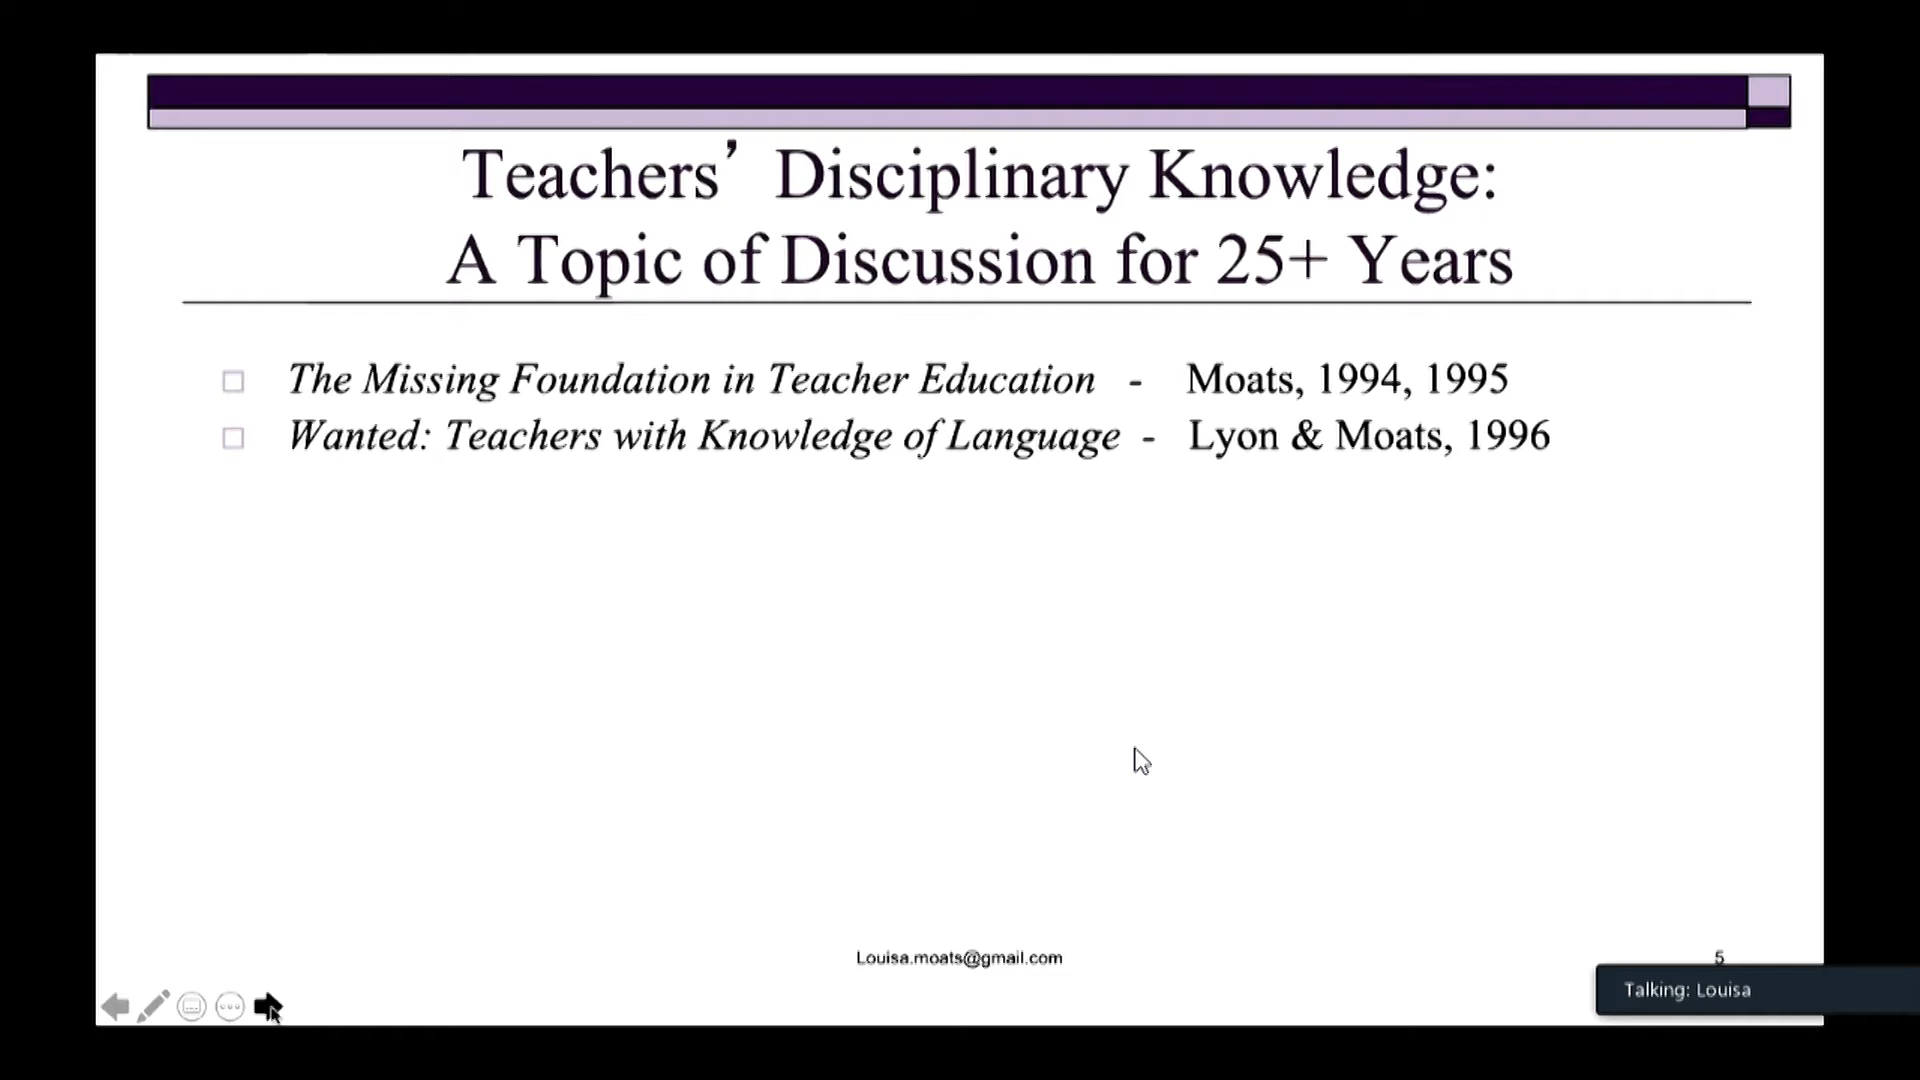 Teachers’ Disciplinary Knowledge:
A Topic of Discussion for 25+ Years
The Missing Foundation in Teacher Education - Moats, 1994, 1995
Wanted: Teachers with Knowledge of Language - Lyon & Moats, 1996
Louisa.moats@gmail.com
5
Talking: Louisa